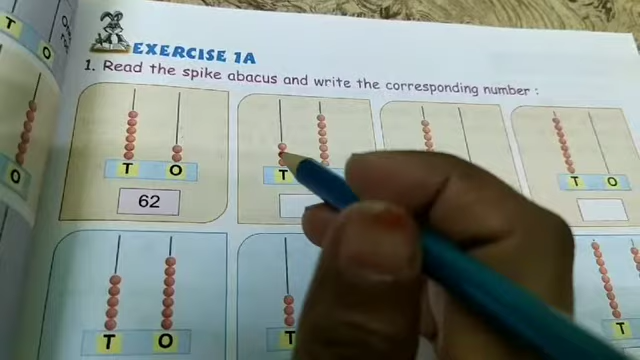 T
O
O
EXERCISE 1A
1. Read the spike abacus and write the corresponding number :
T O
T
T O
62
T O
T
T